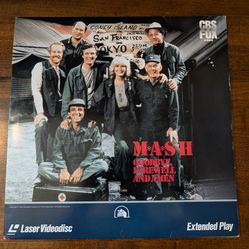 CONEY ISLAND
SAN FRANCISCO
TOKYO
CBS
FOX
M*A*S*H
GOODBYE,
FAREWELL
AND AMEN
LaserVideodisc
Extended Play